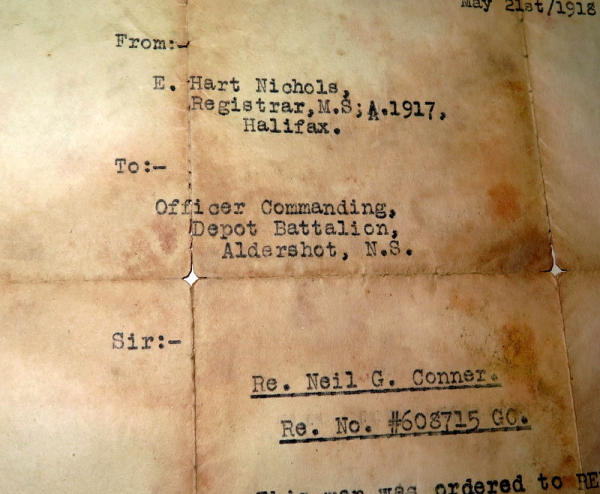 May 21st/1918
From:-
E. Hart Nichols,
Registrar,M.S;A.1917,
Halifax.
To:-
Officer Commanding,
Depot Battalion,
Aldershot, N.S.
Sir:-
Re. Neil G. Conner.
Re. No. #603715 GC.
This man was ordered to RE